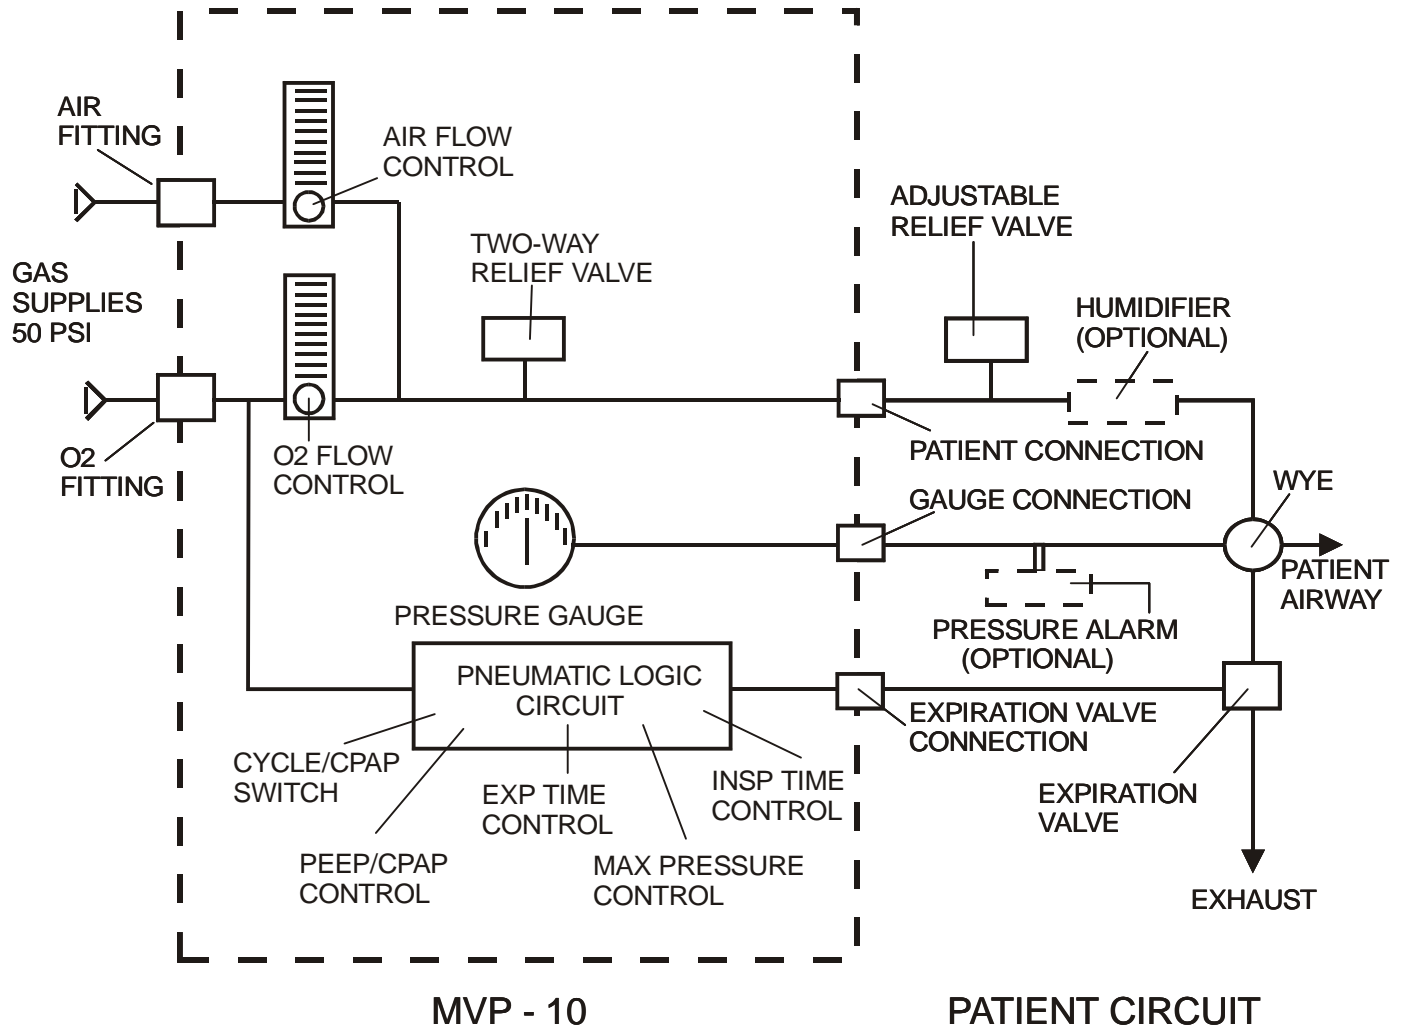 AIR
FITTING
AIR FLOW
CONTROL
ADJUSTABLE
RELIEF VALVE
TWO-WAY
RELIEF VALVE
GAS
SUPPLIES
50 PSI
HUMIDIFIER
(OPTIONAL)
O2
FITTING
O2 FLOW
CONTROL
PATIENT CONNECTION
GAUGE CONNECTION
WYE
PATIENT
AIRWAY
PRESSURE GAUGE
PRESSURE ALARM
(OPTIONAL)
PNEUMATIC LOGIC
CIRCUIT
EXPIRATION VALVE
CONNECTION
CYCLE/CPAP
SWITCH
EXP TIME
CONTROL
INSP TIME
CONTROL
EXPIRATION
VALVE
PEEP/CPAP
CONTROL
MAX PRESSURE
CONTROL
EXHAUST
MVP - 10
PATIENT CIRCUIT